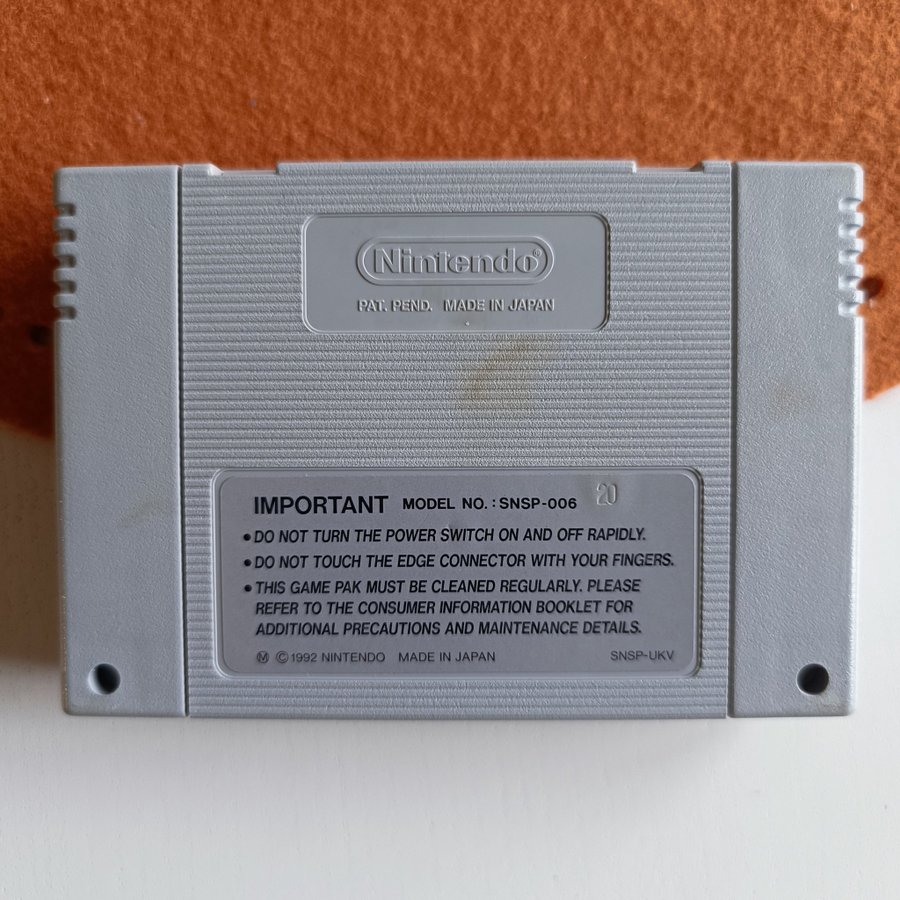 Nintendo®
PAT. PEND. MADE IN JAPAN
IMPORTANT MODEL NO. : SNSP-006 20
• DO NOT TURN THE POWER SWITCH ON AND OFF RAPIDLY.
• DO NOT TOUCH THE EDGE CONNECTOR WITH YOUR FINGERS.
• THIS GAME PAK MUST BE CLEANED REGULARLY. PLEASE
REFER TO THE CONSUMER INFORMATION BOOKLET FOR
ADDITIONAL PRECAUTIONS AND MAINTENANCE DETAILS.
Ⓜ © 1992 NINTENDO MADE IN JAPAN SNSP-UKV